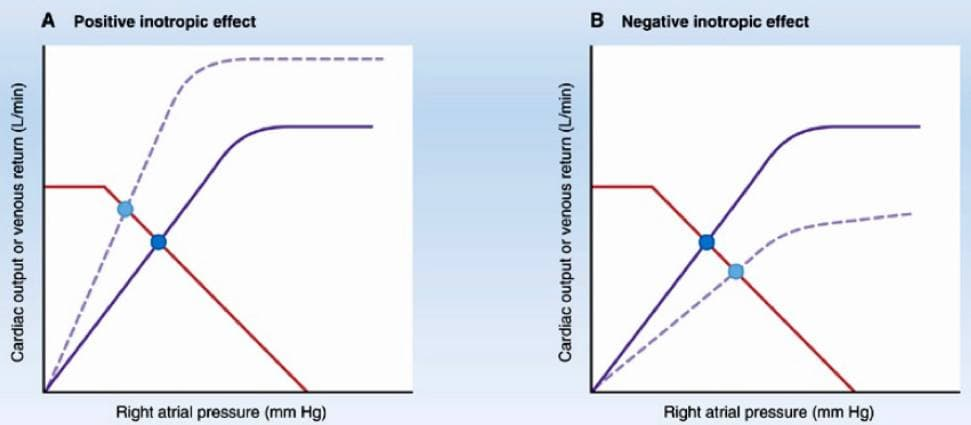 A Positive inotropic effect
Cardiac output or venous return (L/min)
Right atrial pressure (mm Hg)
B Negative inotropic effect
Cardiac output or venous return (L/min)
Right atrial pressure (mm Hg)